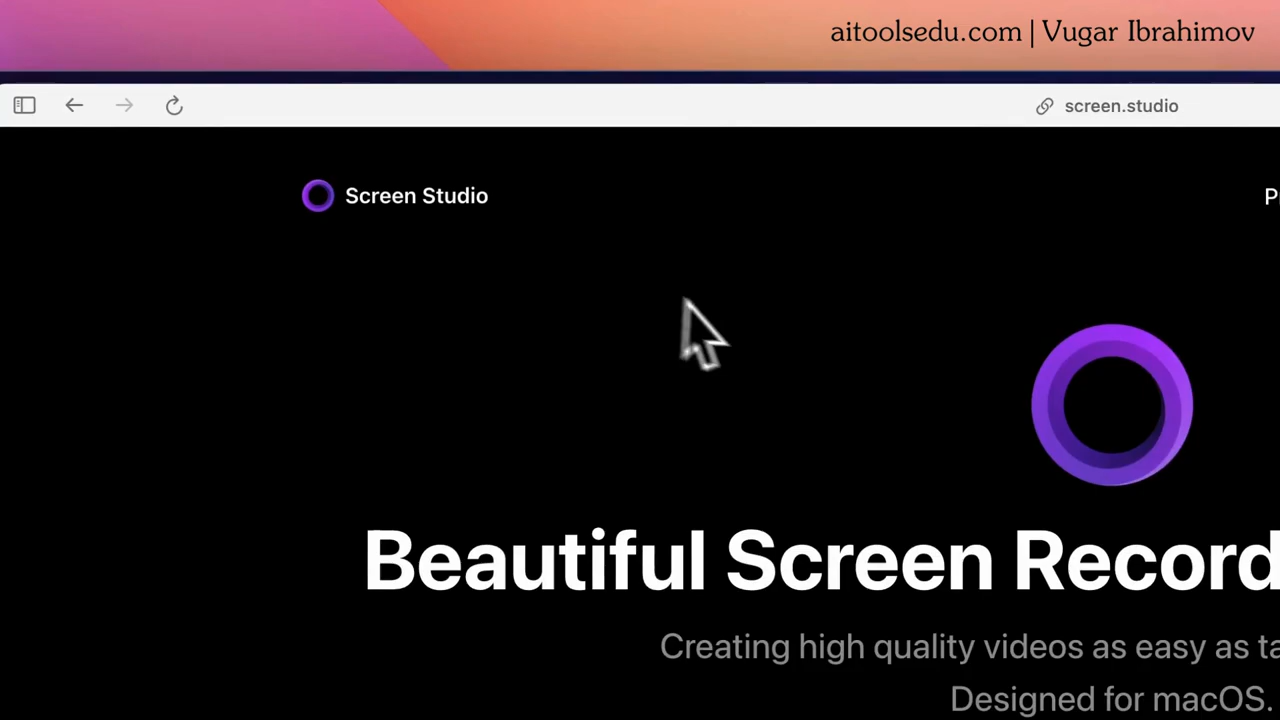 aitoolsedu.com | Vugar Ibrahimov
screen.studio
Screen Studio
Beautiful Screen Record
Creating high quality videos as easy as ta
Designed for macOS.